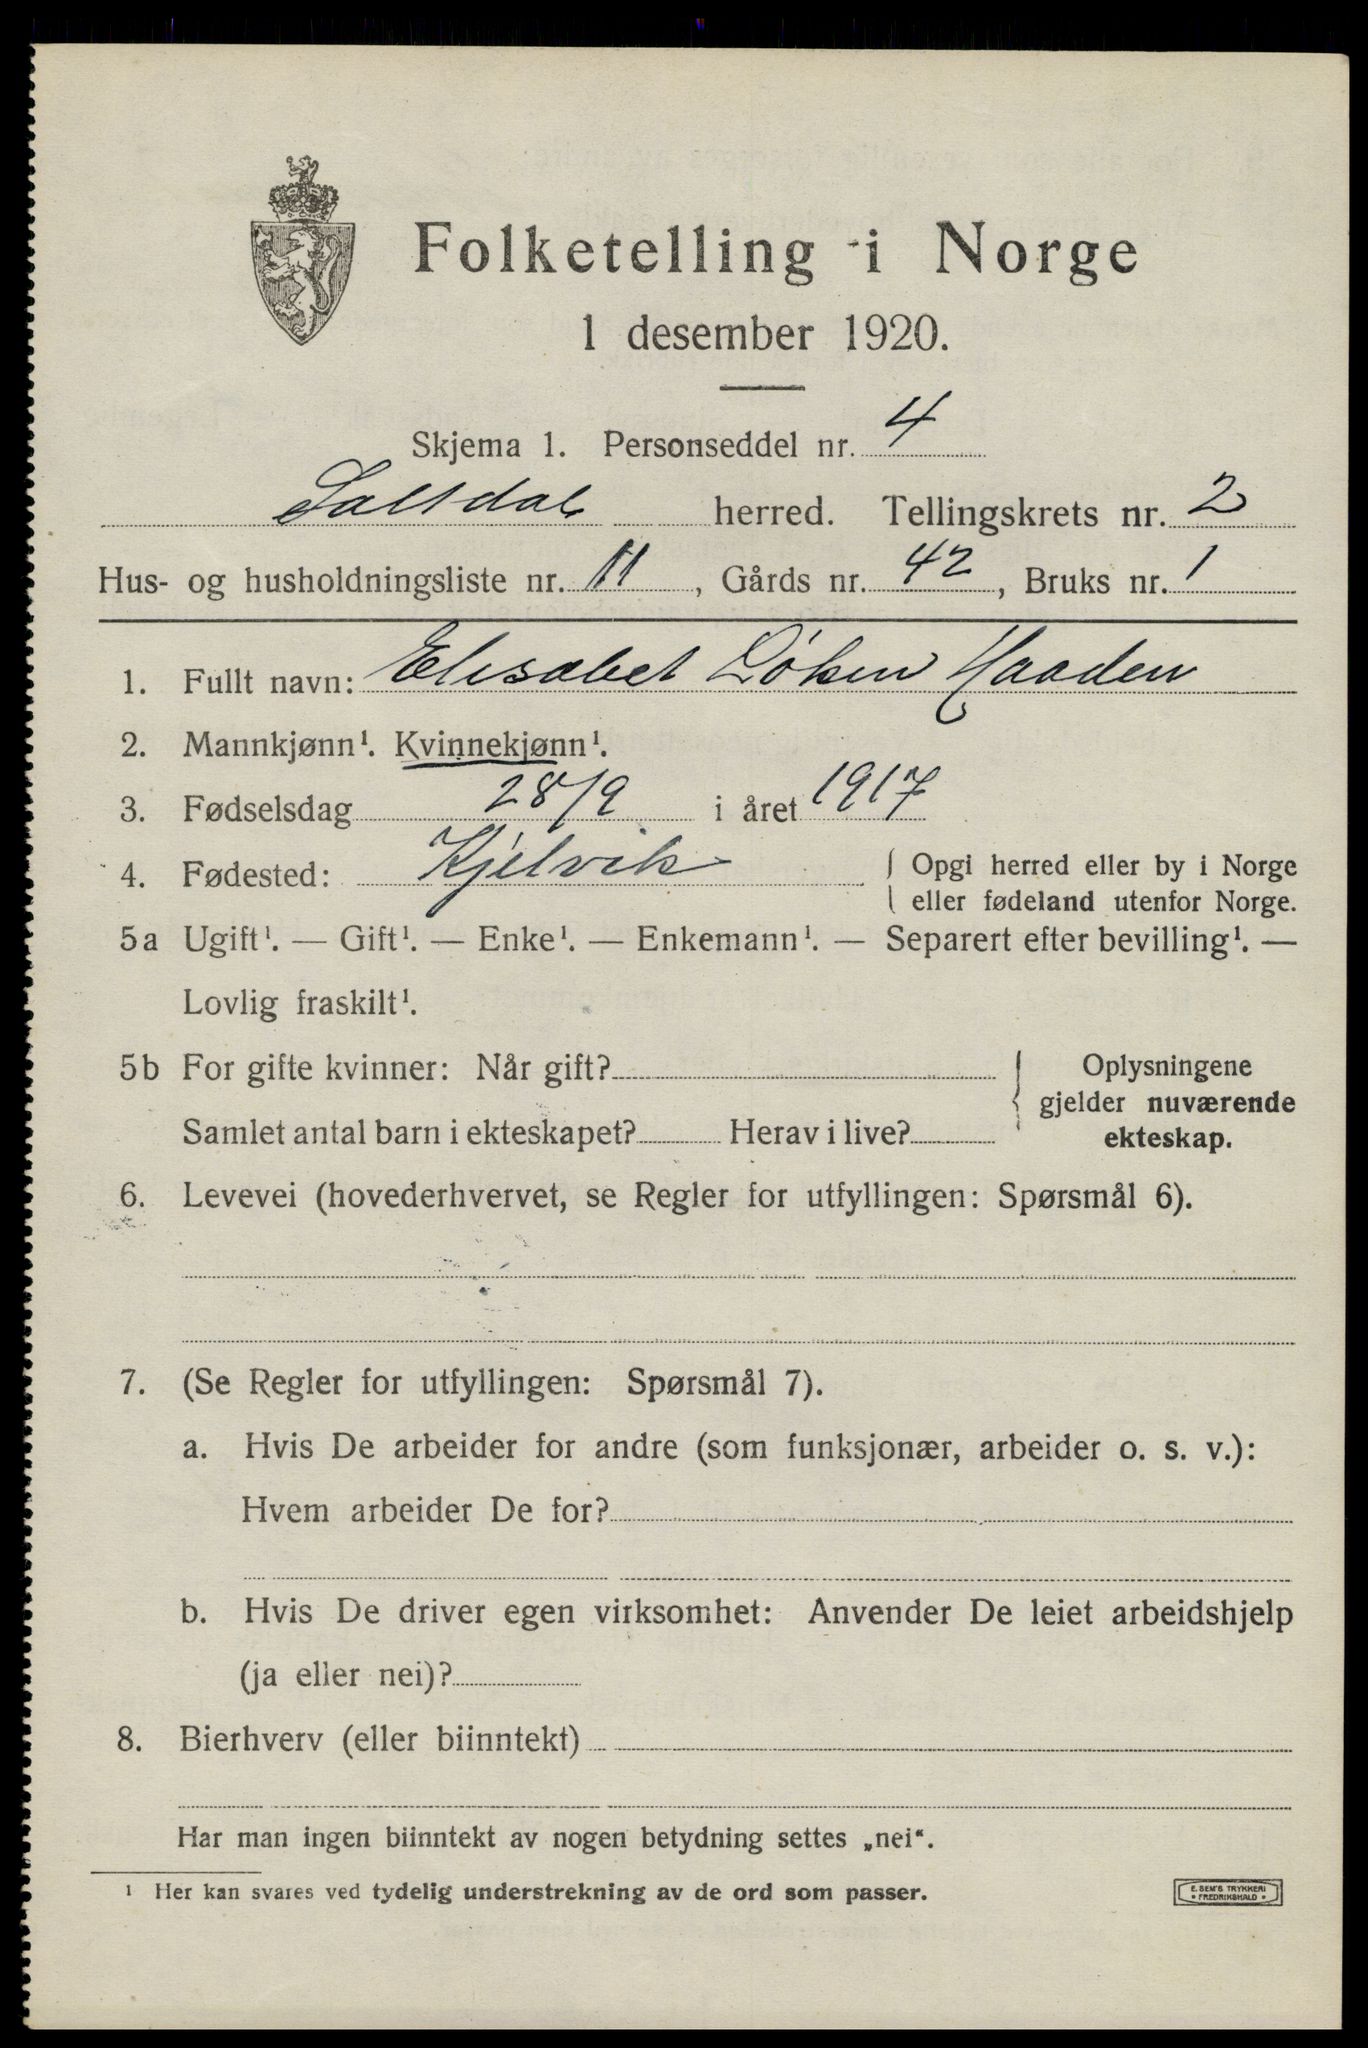 Folketelling i Norge
1 desember 1920.
Skjema 1. Personseddel nr. 4
Saltdal herred. Tellingskrets nr. 2
Hus- og husholdningsliste nr. 11, Gårds nr. 42, Bruks nr. 1
1. Fullt navn: Elisabet Løken Haaden
2. Mannkjønn¹. Kvinnekjønn¹.
3. Fødselsdag 28/9 i året 1917
4. Fødested: Kjelvik { Opgi herred eller by i Norge
eller fødeland utenfor Norge.
5a Ugift¹. — Gift¹. — Enke¹. — Enkemann¹. — Separert efter bevilling¹. —
Lovlig fraskilt¹.
5b For gifte kvinner: Når gift? { Oplysningene
gjelder nuværende
Samlet antal barn i ekteskapet? Herav i live? ekteskap.
6. Levevei (hovederhvervet, se Regler for utfyllingen: Spørsmål 6).
7. (Se Regler for utfyllingen: Spørsmål 7).
a. Hvis De arbeider for andre (som funksjonær, arbeider o. s. v.):
Hvem arbeider De for?
b. Hvis De driver egen virksomhet: Anvender De leiet arbeidshjelp
(ja eller nei)?
8. Bierhverv (eller biinntekt)
Har man ingen biinntekt av nogen betydning settes „nei“.
¹ Her kan svares ved tydelig understrekning av de ord som passer.
E. SEM'S TRYKKERI
• FREDRIKSHALD •